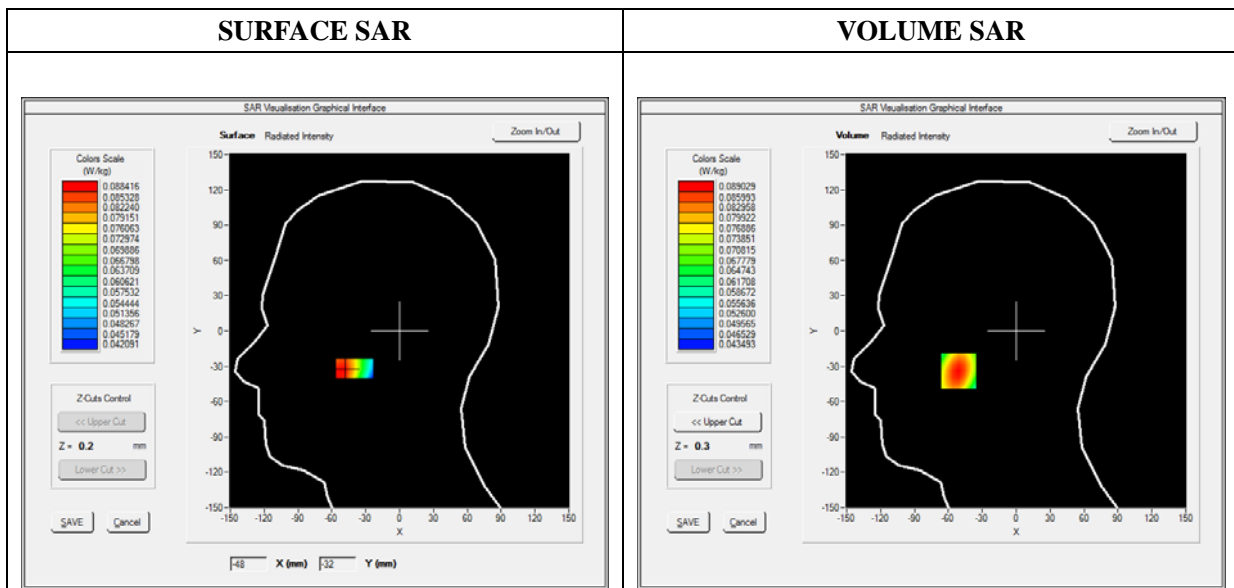 SURFACE SAR
VOLUME SAR
SAR Visualisation Graphical Interface
Surface Radiated Intensity
Zoom In/Out
Colors Scale
(W/kg)
0.088416
0.085328
0.082240
0.079151
0.076063
0.072974
0.069886
0.066798
0.063709
0.060621
0.057532
0.054444
0.051356
0.048267
0.045179
0.042091
Z-Cuts Control
<< Upper Cut
Z = 0.2 mm
Lower Cut >>
SAVE Cancel
150
120
90
60
30
0
-30
-60
-90
-120
-150
Y
-150 -120 -90 -60 -30 0 30 60 90 120 150
X
-48 X (mm) -32 Y (mm)
SAR Visualisation Graphical Interface
Volume Radiated Intensity
Zoom In/Out
Colors Scale
(W/kg)
0.089029
0.085993
0.082958
0.079922
0.076886
0.073851
0.070815
0.067779
0.064743
0.061708
0.058672
0.055636
0.052600
0.049565
0.046529
0.043493
Z-Cuts Control
<< Upper Cut
Z = 0.3 mm
Lower Cut >>
SAVE Cancel
150
120
90
60
30
0
-30
-60
-90
-120
-150
Y
-150 -120 -90 -60 -30 0 30 60 90 120 150
X